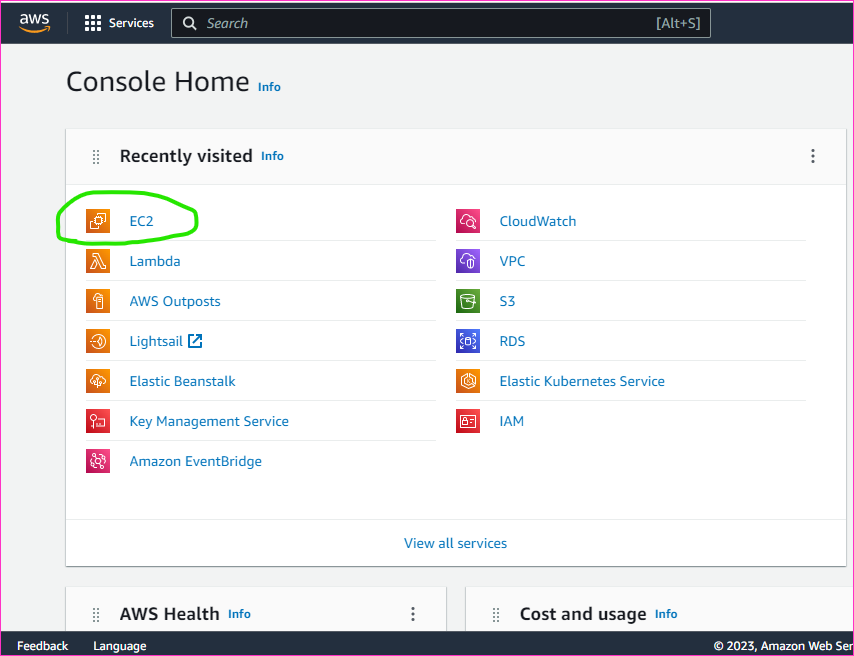 aws Services Search [Alt+S]
Console Home Info
Recently visited Info
EC2
Lambda
AWS Outposts
Lightsail
Elastic Beanstalk
Key Management Service
Amazon EventBridge
CloudWatch
VPC
S3
RDS
Elastic Kubernetes Service
IAM
View all services
AWS Health Info
Cost and usage Info
Feedback Language © 2023, Amazon Web Ser